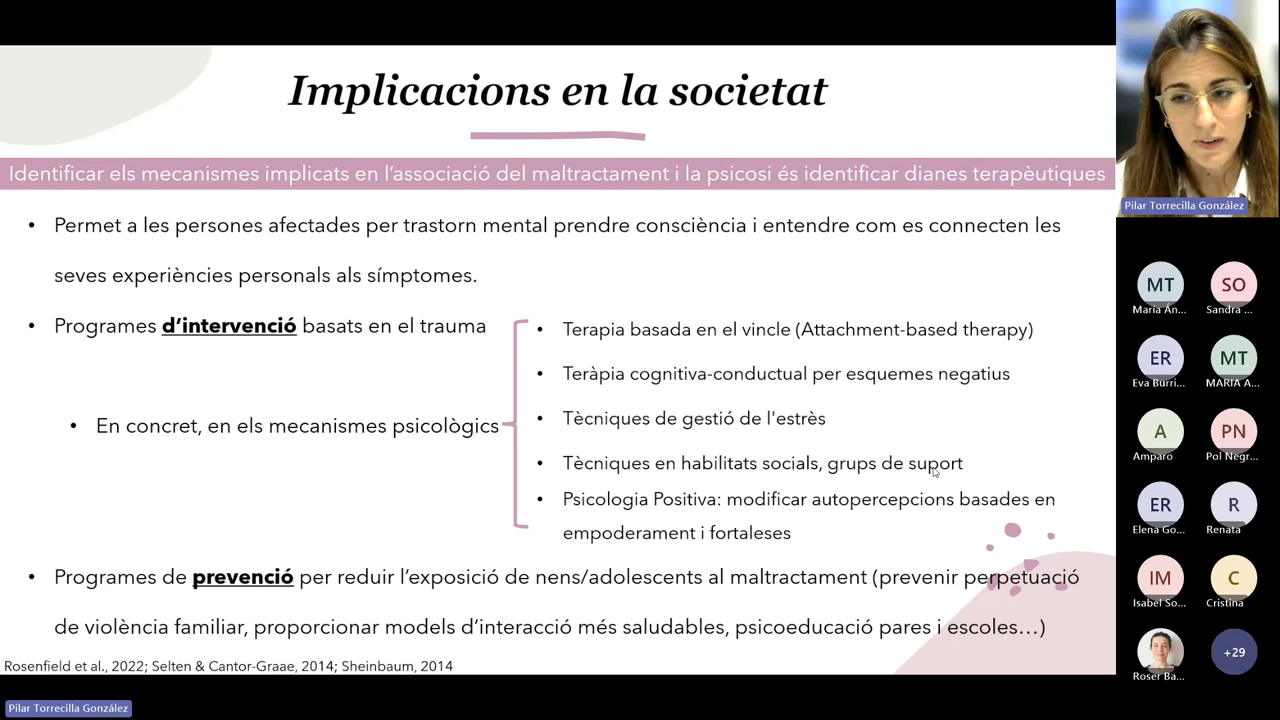 Implicacions en la societat
Identificar els mecanismes implicats en l’associació del maltractament i la psicosi és identificar dianes terapèutiques
• Permet a les persones afectades per trastorn mental prendre consciència i entendre com es connecten les
seves experiències personals als símptomes.
• Programes d’intervenció basats en el trauma
• En concret, en els mecanismes psicològics
• Terapia basada en el vincle (Attachment-based therapy)
• Teràpia cognitiva-conductual per esquemes negatius
• Tècniques de gestió de l'estrès
• Tècniques en habilitats socials, grups de suport
• Psicologia Positiva: modificar autopercepcions basades en
empoderament i fortaleses
• Programes de prevenció per reduir l’exposició de nens/adolescents al maltractament (prevenir perpetuació
de violència familiar, proporcionar models d’interacció més saludables, psicoeducació pares i escoles…)
Rosenfield et al., 2022; Selten & Cantor-Graae, 2014; Sheinbaum, 2014
Pilar Torrecilla González
Pilar Torrecilla González
MT
SO
María Án...
Sandra ...
ER
MT
Eva Burri...
MARIA A...
A
PN
Amparo
Pol Negr...
ER
R
Elena Go...
Renata
IM
C
Isabel So...
Cristina
+29
Roser Ba...